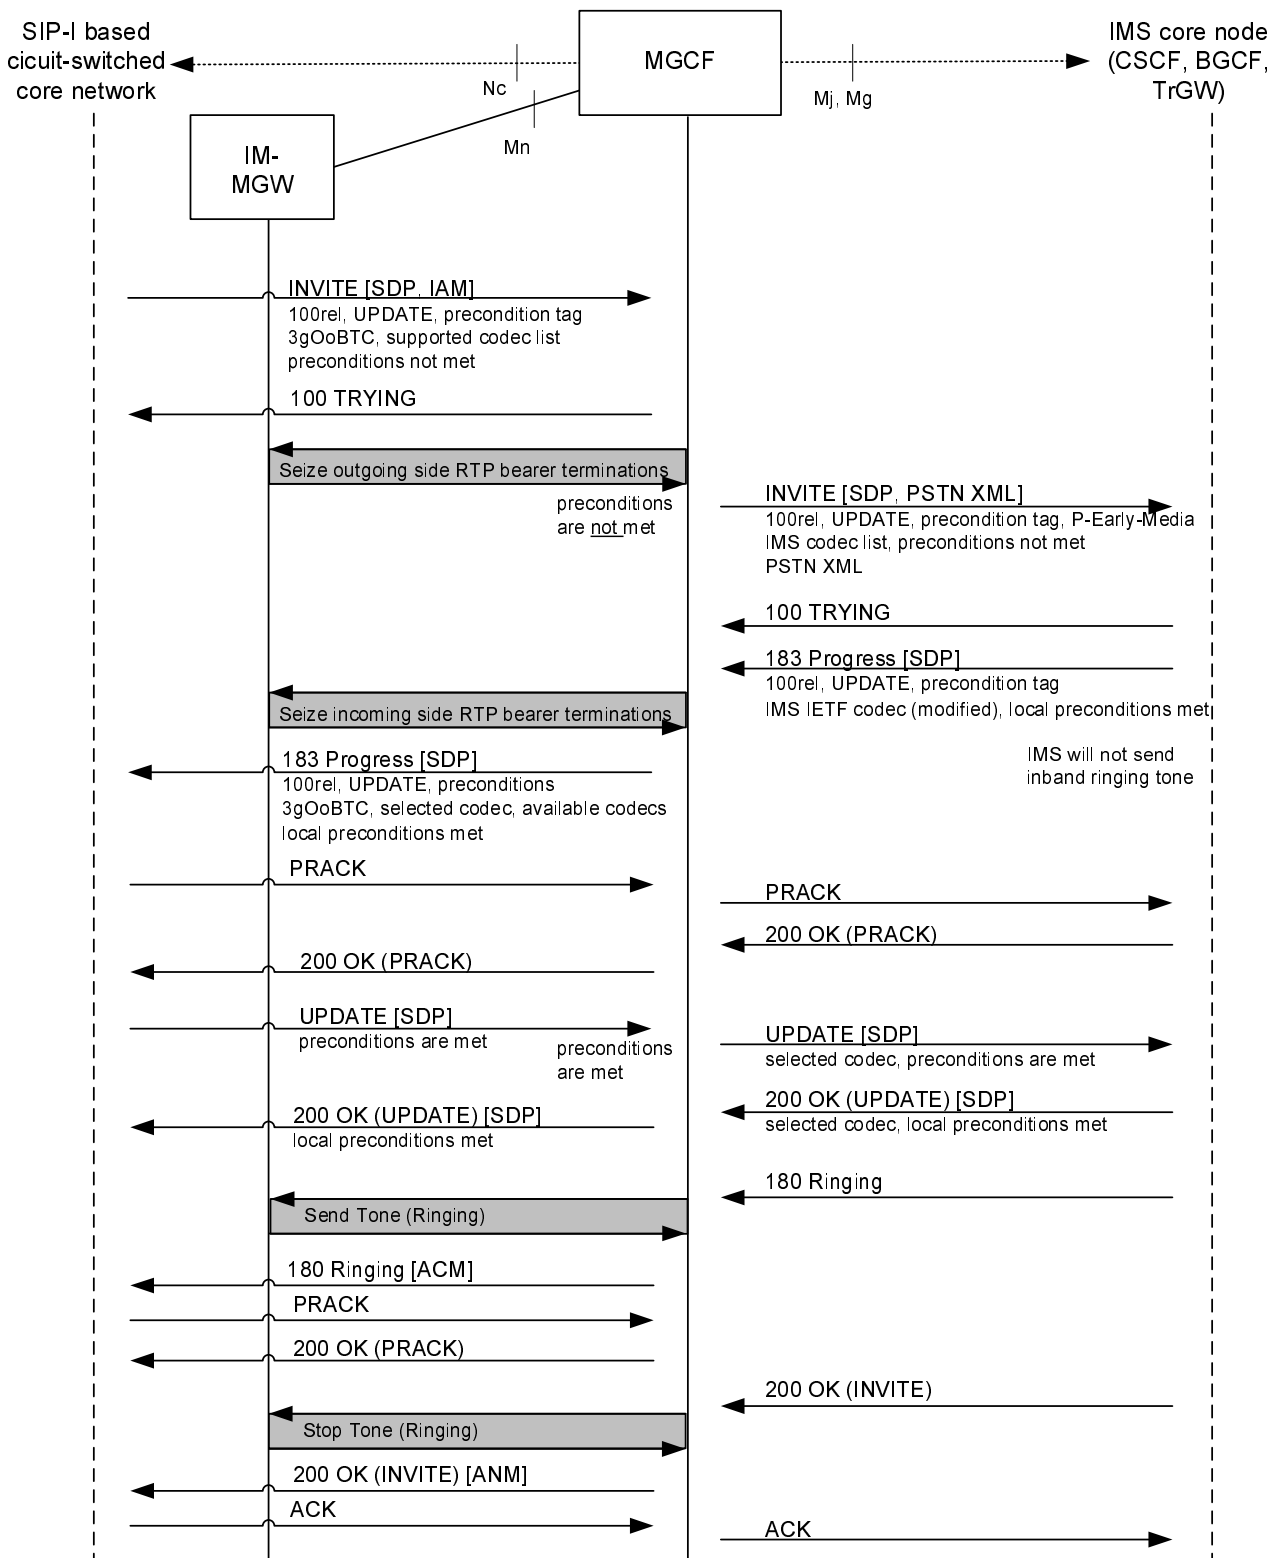 SIP-I based
cicuit-switched
core network
MGCF
IMS core node
(CSCF, BGCF,
TrGW)
Nc
Mj, Mg
Mn
IM-
MGW
INVITE [SDP, IAM]
100rel, UPDATE, precondition tag
3gOoBTC, supported codec list
preconditions not met
100 TRYING
Seize outgoing side RTP bearer terminations
preconditions
are not met
INVITE [SDP, PSTN XML]
100rel, UPDATE, precondition tag, P-Early-Media
IMS codec list, preconditions not met
PSTN XML
100 TRYING
183 Progress [SDP]
100rel, UPDATE, precondition tag
IMS IETF codec (modified), local preconditions met
Seize incoming side RTP bearer terminations
IMS will not send
inband ringing tone
183 Progress [SDP]
100rel, UPDATE, preconditions
3gOoBTC, selected codec, available codecs
local preconditions met
PRACK
PRACK
200 OK (PRACK)
200 OK (PRACK)
UPDATE [SDP]
preconditions are met
preconditions
are met
UPDATE [SDP]
selected codec, preconditions are met
200 OK (UPDATE) [SDP]
selected codec, local preconditions met
200 OK (UPDATE) [SDP]
local preconditions met
180 Ringing
Send Tone (Ringing)
180 Ringing [ACM]
PRACK
200 OK (PRACK)
200 OK (INVITE)
Stop Tone (Ringing)
200 OK (INVITE) [ANM]
ACK
ACK